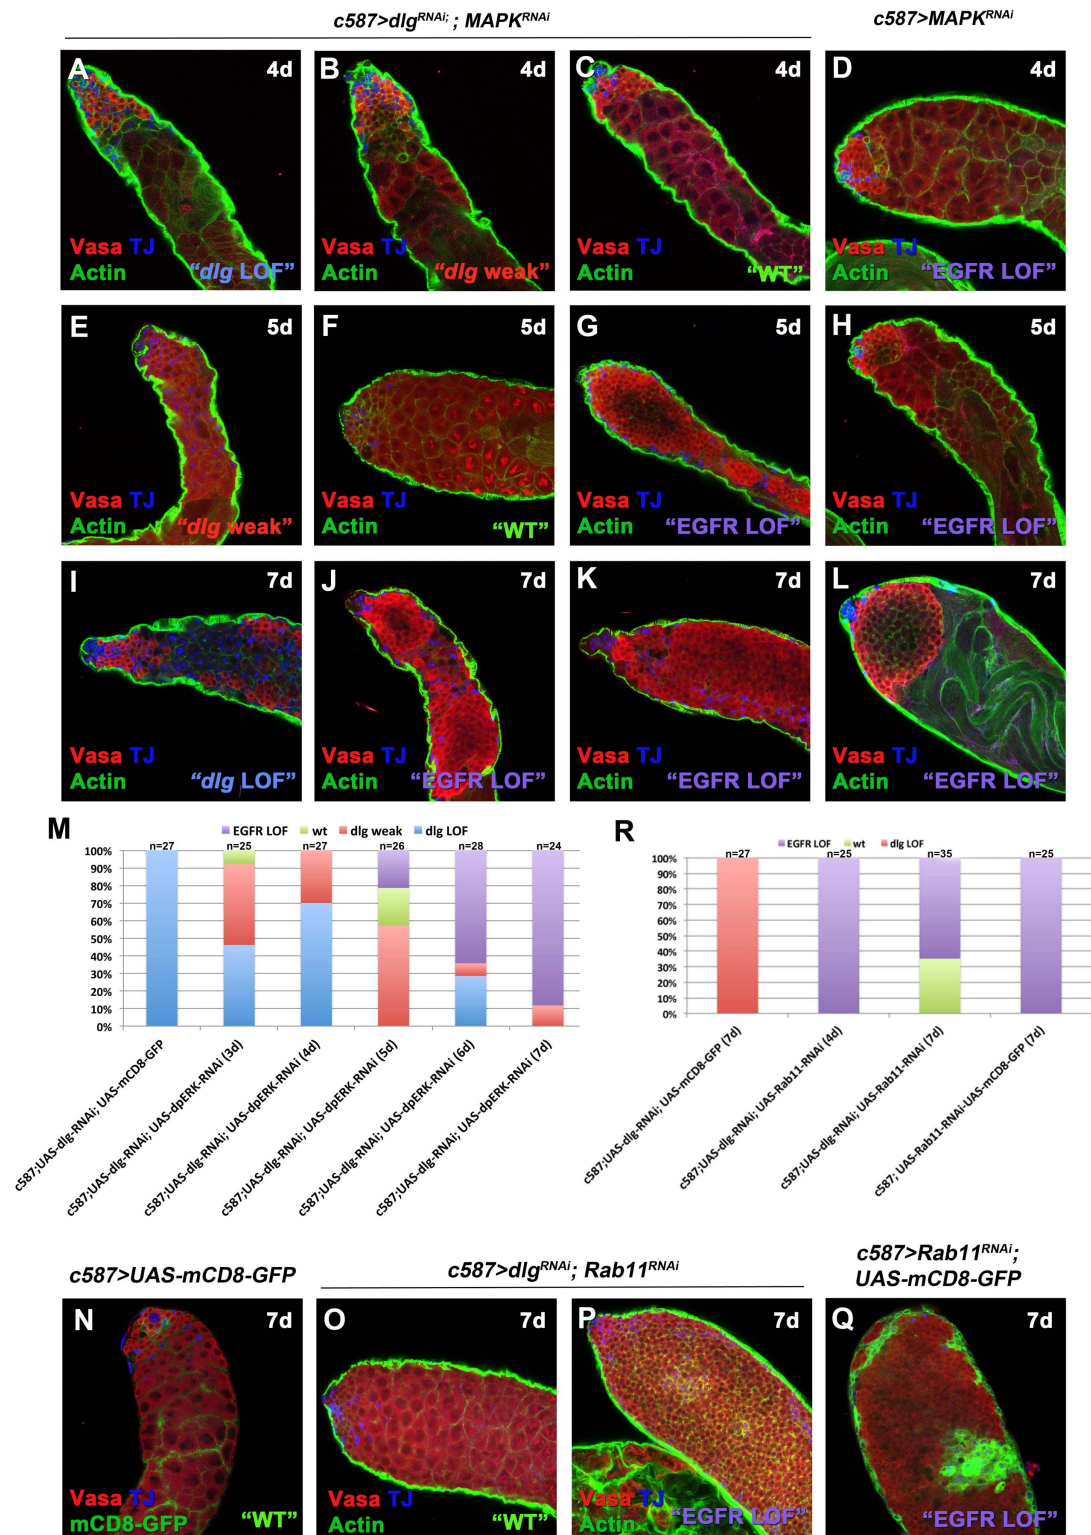 c587>dlgRNAi; ; MAPKRNAi
c587>MAPKRNAi
A 4d
Vasa TJ
Actin "dlg LOF"
B 4d
Vasa TJ
Actin "dlg weak"
C 4d
Vasa TJ
Actin "WT"
D 4d
Vasa TJ
Actin "EGFR LOF"
E 5d
Vasa TJ
Actin "dlg weak"
F 5d
Vasa TJ
Actin "WT"
G 5d
Vasa TJ
Actin "EGFR LOF"
H 5d
Vasa TJ
Actin "EGFR LOF"
I 7d
Vasa TJ
Actin "dlg LOF"
J 7d
Vasa TJ
Actin "EGFR LOF"
K 7d
Vasa TJ
Actin "EGFR LOF"
L 7d
Vasa TJ
Actin "EGFR LOF"
M
EGFR LOF wt dlg weak dlg LOF
n=27 n=25 n=27 n=26 n=28 n=24
100%
90%
80%
70%
60%
50%
40%
30%
20%
10%
0%
c587;UAS-dlg-RNAi; UAS-mCD8-GFP
c587;UAS-dlg-RNAi; UAS-dpERK-RNAi (3d)
c587;UAS-dlg-RNAi; UAS-dpERK-RNAi (4d)
c587;UAS-dlg-RNAi; UAS-dpERK-RNAi (5d)
c587;UAS-dlg-RNAi; UAS-dpERK-RNAi (6d)
c587;UAS-dlg-RNAi; UAS-dpERK-RNAi (7d)
R
EGFR LOF wt dlg LOF
n=27 n=25 n=35 n=25
100%
90%
80%
70%
60%
50%
40%
30%
20%
10%
0%
c587;UAS-dlg-RNAi; UAS-mCD8-GFP (7d)
c587;UAS-dlg-RNAi; UAS-Rab11-RNAi (4d)
c587;UAS-dlg-RNAi; UAS-Rab11-RNAi (7d)
c587; UAS-Rab11-RNAi-UAS-mCD8-GFP (7d)
c587>UAS-mCD8-GFP
c587>dlgRNAi; Rab11RNAi
c587>Rab11RNAi;
UAS-mCD8-GFP
N 7d
Vasa TJ
mCD8-GFP "WT"
O 7d
Vasa TJ
Actin "WT"
P 7d
Vasa TJ
Actin "EGFR LOF"
Q 7d
"EGFR LOF"